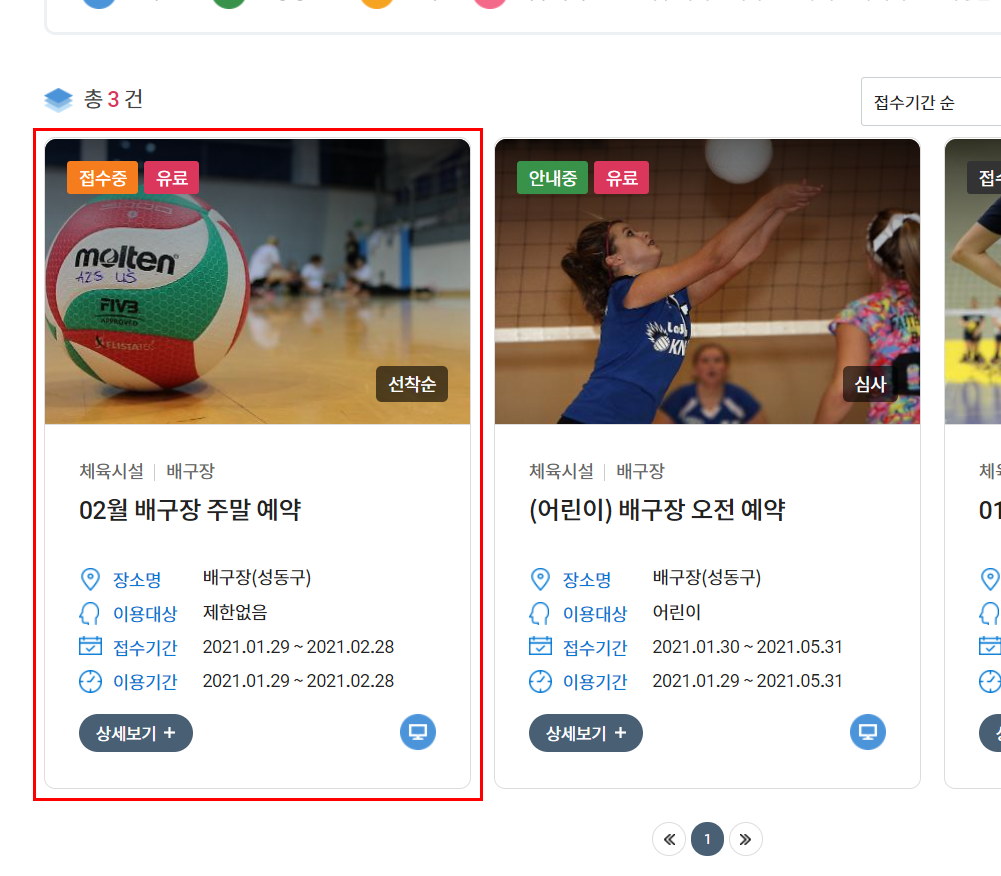 총 3 건
접수기간 순
접수중 유료
molten
AZS UŠ
FIVB
APPROVED
선착순
체육시설 배구장
02월 배구장 주말 예약
장소명 배구장(성동구)
이용대상 제한없음
접수기간 2021.01.29 ~ 2021.02.28
이용기간 2021.01.29 ~ 2021.02.28
상세보기 +
안내중 유료
심사
체육시설 배구장
(어린이) 배구장 오전 예약
장소명 배구장(성동구)
이용대상 어린이
접수기간 2021.01.30 ~ 2021.05.31
이용기간 2021.01.29 ~ 2021.05.31
상세보기 +
01
1